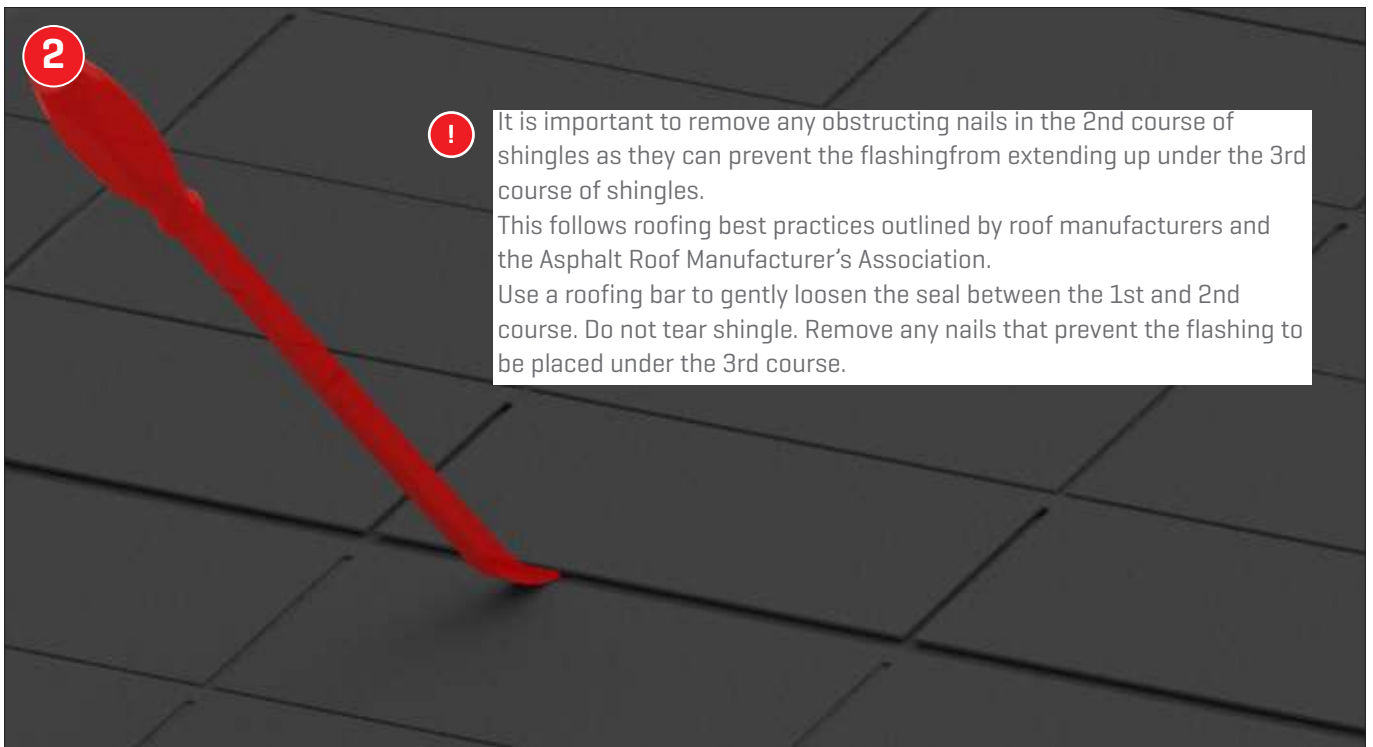 2
!
It is important to remove any obstructing nails in the 2nd course of
shingles as they can prevent the flashingfrom extending up under the 3rd
course of shingles.
This follows roofing best practices outlined by roof manufacturers and
the Asphalt Roof Manufacturer's Association.
Use a roofing bar to gently loosen the seal between the 1st and 2nd
course. Do not tear shingle. Remove any nails that prevent the flashing to
be placed under the 3rd course.